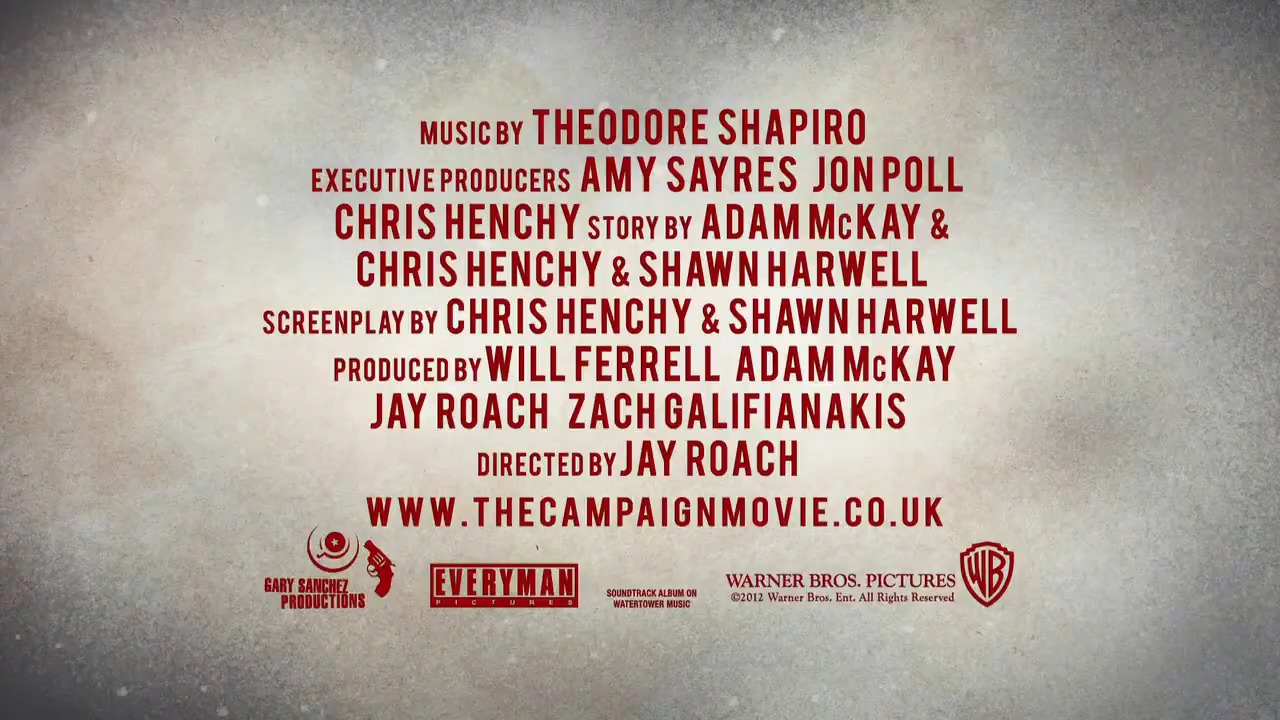 MUSIC BY THEODORE SHAPIRO
EXECUTIVE PRODUCERS AMY SAYRES JON POLL
CHRIS HENCHY STORY BY ADAM McKAY &
CHRIS HENCHY & SHAWN HARWELL
SCREENPLAY BY CHRIS HENCHY & SHAWN HARWELL
PRODUCED BY WILL FERRELL ADAM McKAY
JAY ROACH ZACH GALIFIANAKIS
DIRECTED BY JAY ROACH
WWW.THECAMPAIGNMOVIE.CO.UK
GARY SANCHEZ
PRODUCTIONS
EVERYMAN
PICTURES
SOUNDTRACK ALBUM ON
WATERTOWER MUSIC
WARNER BROS. PICTURES
©2012 Warner Bros. Ent. All Rights Reserved
WB